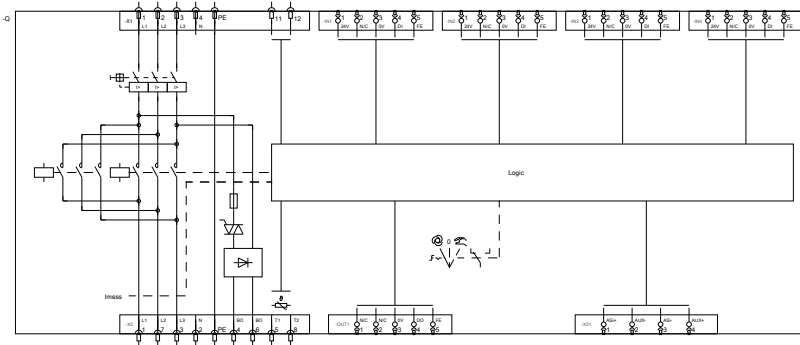 -Q
-X1 1 2 3 4 PE 11 12
L1 L2 L3 N
-IN1 1 2 3 4 5
24V N/C 0V DI FE
-IN2 1 2 3 4 5
24V N/C 0V DI FE
-IN3 1 2 3 4 5
24V N/C 0V DI FE
-IN4 1 2 3 4 5
24V N/C 0V DI FE
I> I> I>
Logic
0
Imess
-X2 L1 L2 L3 N BO BO T1 T2
1 7 3 2 PE 4 6 5 8
-OUT1 N/C N/C 0V DO FE
1 2 3 4 5
ASi+ AUX- ASi- AUX+
1 2 3 4